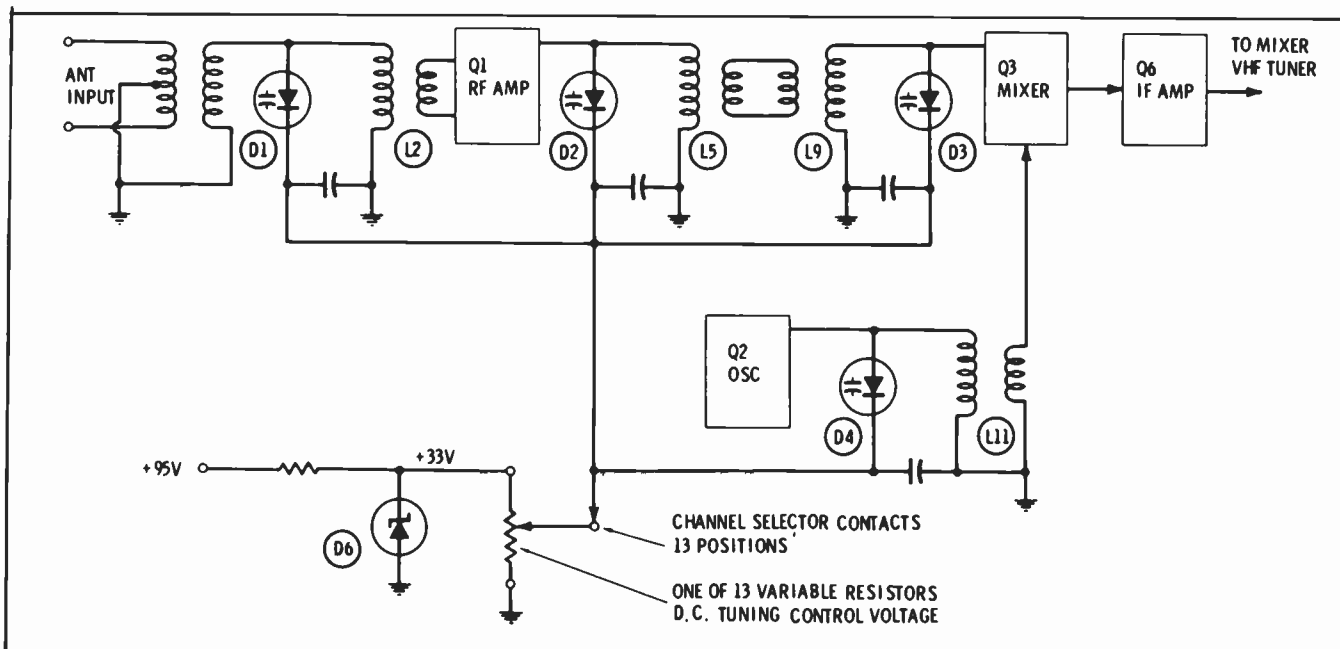 ANT
INPUT
D1
L2
Q1
RF AMP
D2
L5
L9
D3
Q3
MIXER
Q6
IF AMP
TO MIXER
VHF TUNER
Q2
OSC
D4
L11
+95V
+33V
D6
CHANNEL SELECTOR CONTACTS
13 POSITIONS
ONE OF 13 VARIABLE RESISTORS
D.C. TUNING CONTROL VOLTAGE